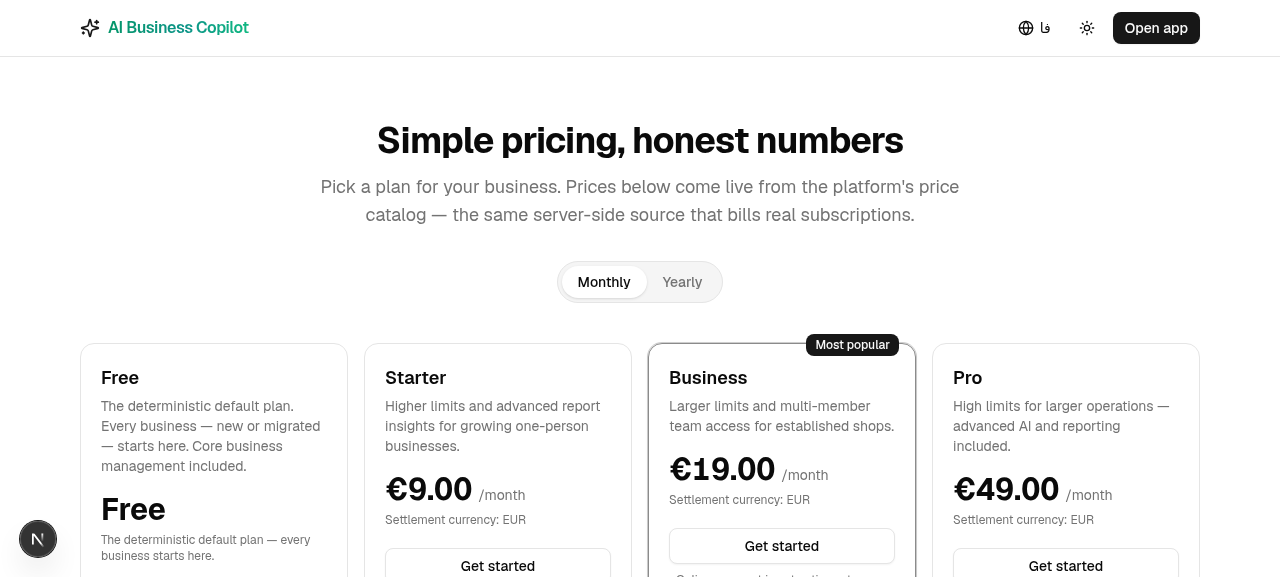 AI Business Copilot
فا
Open app
Simple pricing, honest numbers
Pick a plan for your business. Prices below come live from the platform's price
catalog — the same server-side source that bills real subscriptions.
Monthly
Yearly
Free
The deterministic default plan.
Every business — new or migrated
— starts here. Core business
management included.
Free
The deterministic default plan — every
business starts here.
Starter
Higher limits and advanced report
insights for growing one-person
businesses.
€9.00 /month
Settlement currency: EUR
Get started
Most popular
Business
Larger limits and multi-member
team access for established shops.
€19.00 /month
Settlement currency: EUR
Get started
Pro
High limits for larger operations —
advanced AI and reporting
included.
€49.00 /month
Settlement currency: EUR
Get started
N